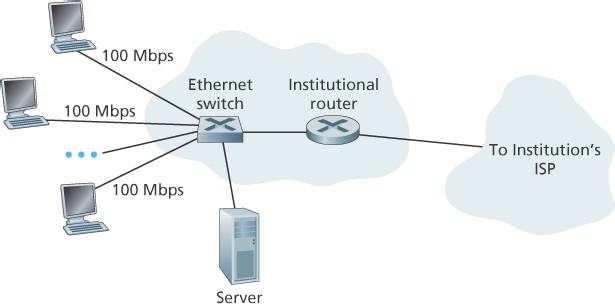 100 Mbps
100 Mbps
100 Mbps
Ethernet
switch
Institutional
router
To Institution's
ISP
Server